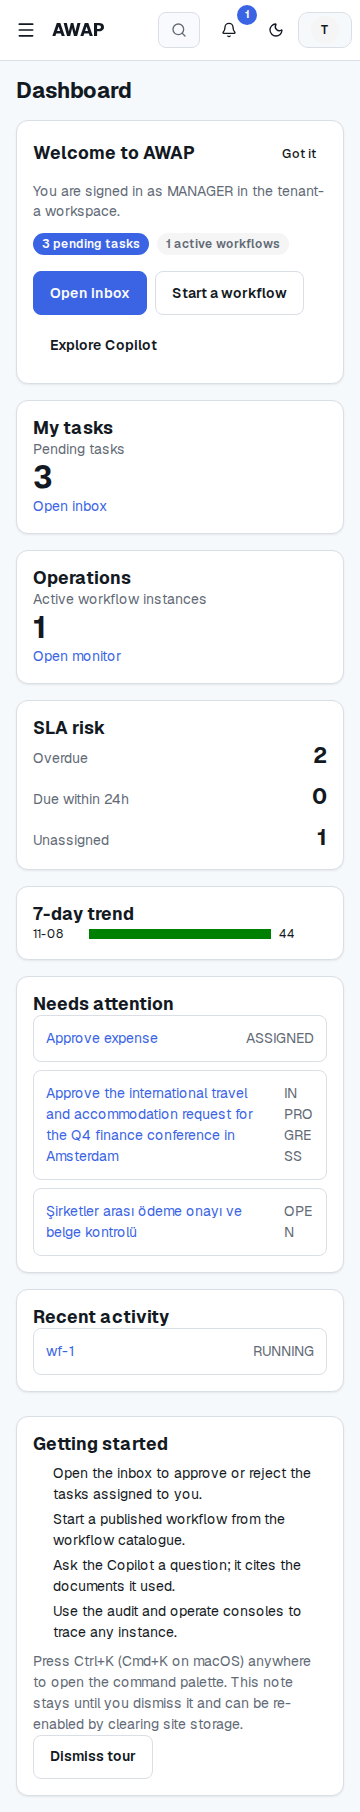 AWAP
1
T
Dashboard
Welcome to AWAP
Got it
You are signed in as MANAGER in the tenant-
a workspace.
3 pending tasks
1 active workflows
Open Inbox
Start a workflow
Explore Copilot
My tasks
Pending tasks
3
Open inbox
Operations
Active workflow instances
1
Open monitor
SLA risk
Overdue
2
Due within 24h
0
Unassigned
1
7-day trend
11-08
44
Needs attention
Approve expense
ASSIGNED
Approve the international travel
and accommodation request for
the Q4 finance conference in
Amsterdam
IN
PRO
GRE
SS
Şirketler arası ödeme onayı ve
belge kontrolü
OPE
N
Recent activity
wf-1
RUNNING
Getting started
Open the inbox to approve or reject the
tasks assigned to you.
Start a published workflow from the
workflow catalogue.
Ask the Copilot a question; it cites the
documents it used.
Use the audit and operate consoles to
trace any instance.
Press Ctrl+K (Cmd+K on macOS) anywhere
to open the command palette. This note
stays until you dismiss it and can be re-
enabled by clearing site storage.
Dismiss tour